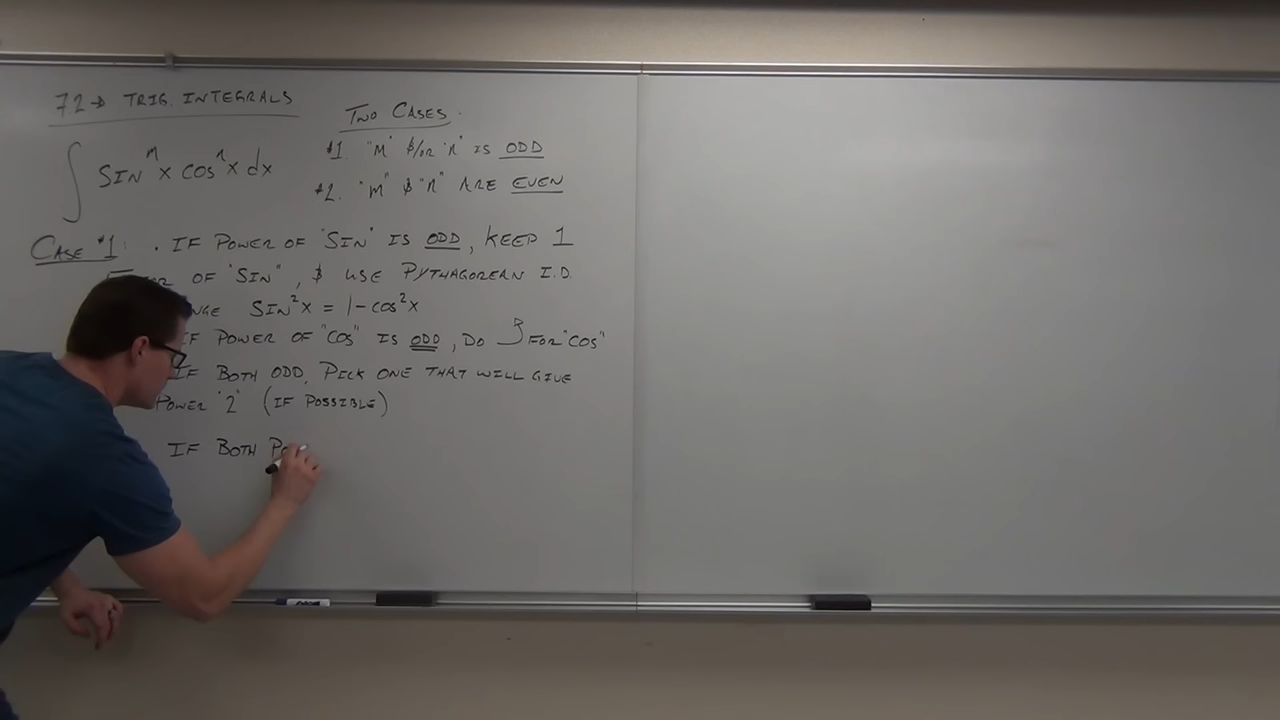 7.2 → TRIG. INTEGRALS
∫ SIN^m x COS^n x dx
TWO CASES.
#1. "M" &/OR "N" IS ODD
#2. "M" & "N" ARE EVEN
CASE #1: • IF POWER OF "SIN" IS ODD, KEEP 1
OF "SIN", & USE PYTHAGOREAN I.D.
SIN²x = 1 - COS²x
IF POWER OF "COS" IS ODD, DO FOR "COS"
IF BOTH ODD, PICK ONE THAT WILL GIVE
POWER "2" (IF POSSIBLE)
IF BOTH